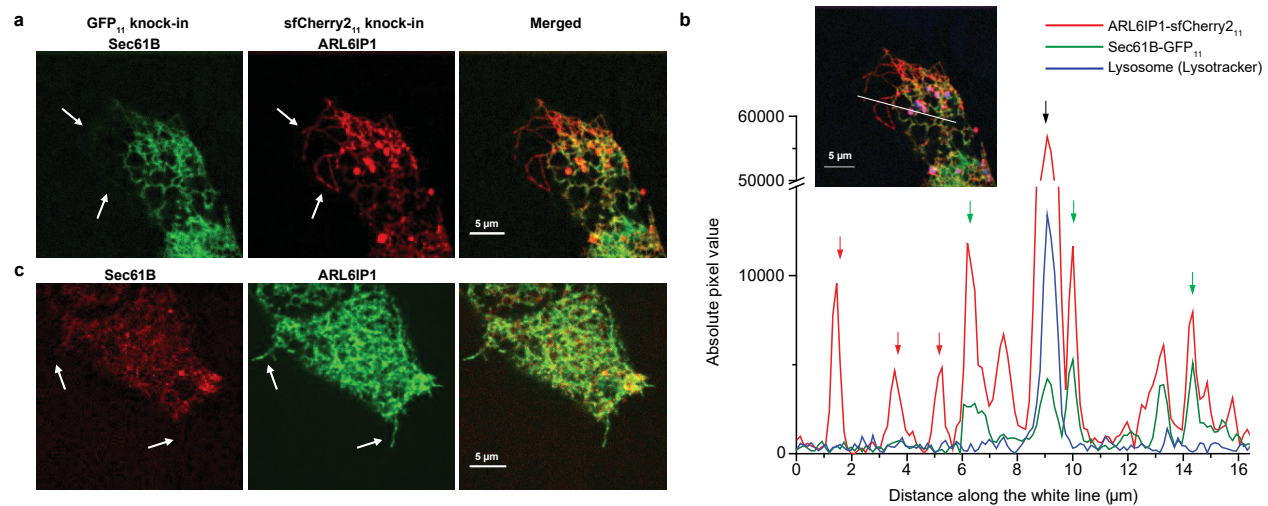 a
GFP₁₁ knock-in
Sec61B
sfCherry2₁₁ knock-in
ARL6IP1
Merged
5 µm
c
Sec61B
ARL6IP1
Merged
5 µm
b
ARL6IP1-sfCherry2₁₁
Sec61B-GFP₁₁
Lysosome (Lysotracker)
5 µm
Absolute pixel value
60000
50000
10000
0
0 2 4 6 8 10 12 14 16
Distance along the white line (µm)